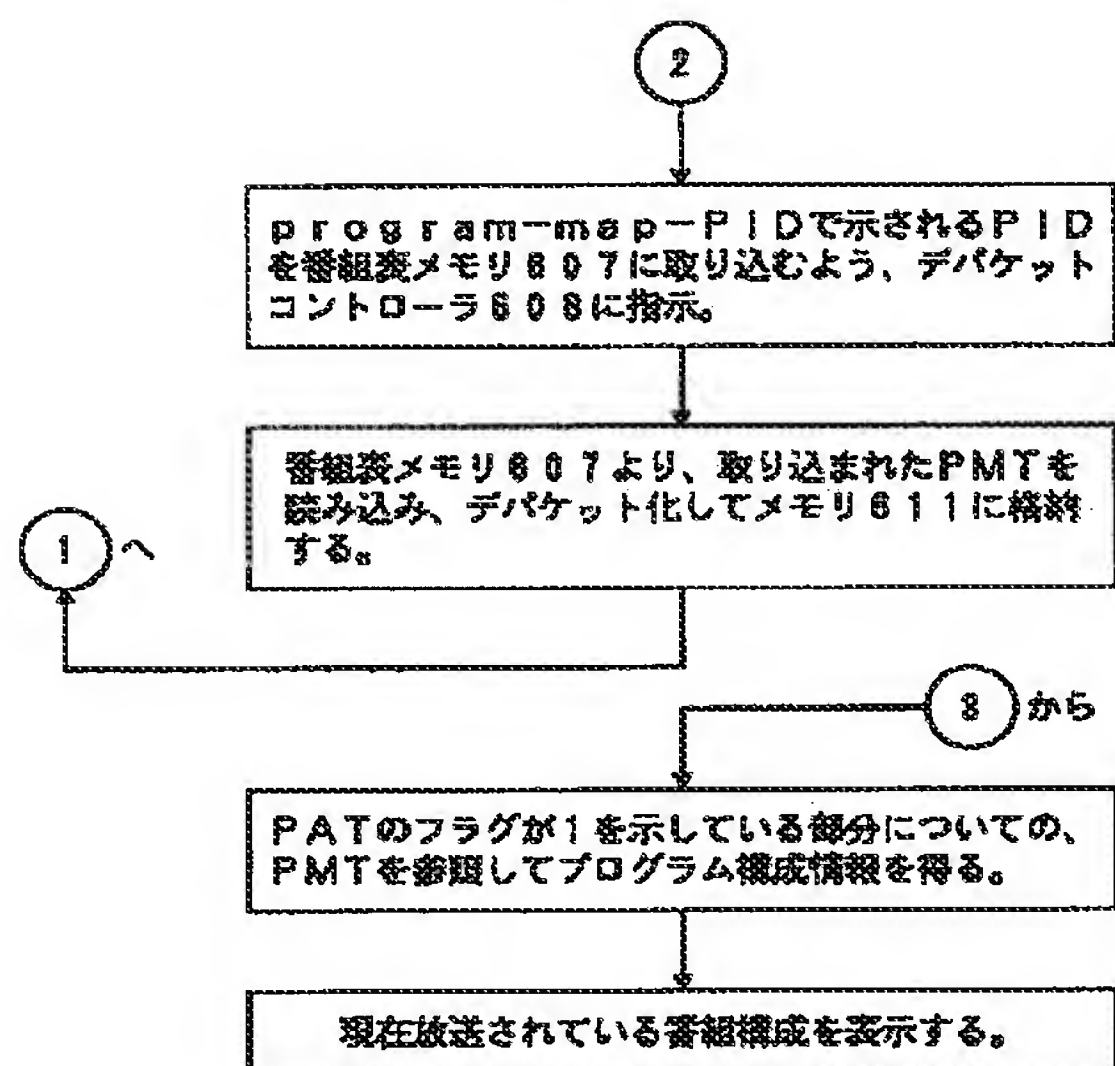 2
program-map-PIDで示されるPID
を番組表メモリ607に取り込むよう、デパケット
コントローラ608に指示。
番組表メモリ607より、取り込まれたPMTを
読み込み、デパケット化してメモリ611に格納
する。
1 へ
3 から
PATのフラグが1を示している部分についての、
PMTを参照してプログラム構成情報を得る。
現在放送されている番組構成を表示する。